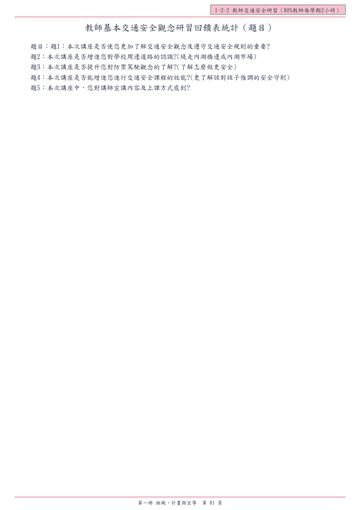 1-2-2 教師交通安全研習（80%教師每學期2小時）
教師基本交通安全觀念研習回饋表統計（題目）
題目：題1：本次講座是否使您更加了解交通安全觀念及遵守交通安全規則的重要?
題2：本次講座是否增進您對學校周遭道路的認識?(純是內湖橋邊或內湖市場)
題3：本次講座是否提升您對防禦駕駛觀念的了解?(了解怎麼做更安全)
題4：本次講座是否能增進您進行交通安全課程的效能?(更了解該對孩子強調的安全守則)
題5：本次講座中，您對講師宣講內容及上課方式感到?
第一時 組織、計畫與宣導 第 81 頁